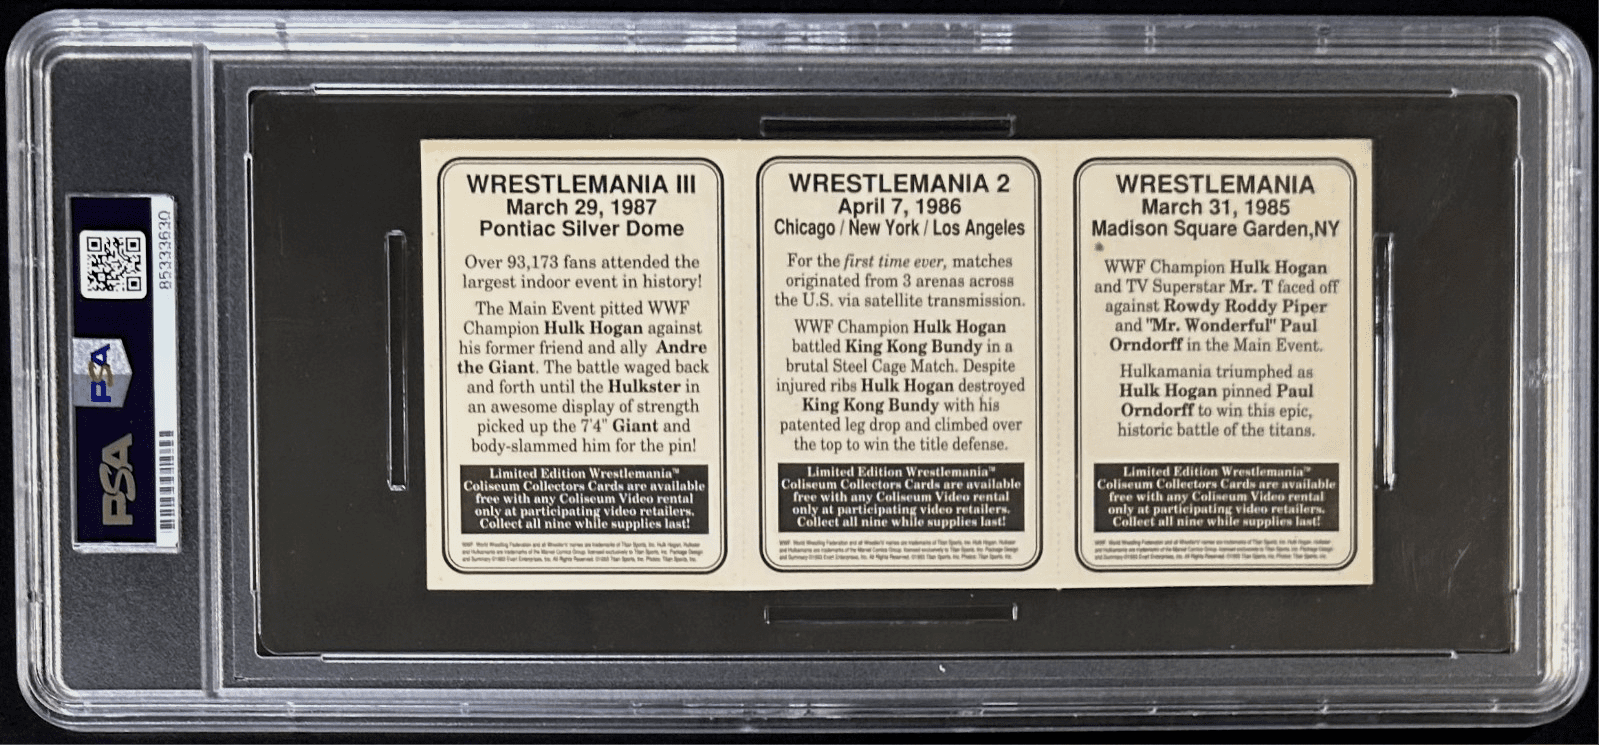 85333630
PSA
PSA
WRESTLEMANIA III
March 29, 1987
Pontiac Silver Dome
Over 93,173 fans attended the
largest indoor event in history!
The Main Event pitted WWF
Champion Hulk Hogan against
his former friend and ally Andre
the Giant. The battle waged back
and forth until the Hulkster in
an awesome display of strength
picked up the 7'4" Giant and
body-slammed him for the pin!
Limited Edition Wrestlemania™
Coliseum Collectors Cards are available
free with any Coliseum Video rental
only at participating video retailers.
Collect all nine while supplies last!
WRESTLEMANIA 2
April 7, 1986
Chicago / New York / Los Angeles
For the first time ever, matches
originated from 3 arenas across
the U.S. via satellite transmission.
WWF Champion Hulk Hogan
battled King Kong Bundy in a
brutal Steel Cage Match. Despite
injured ribs Hulk Hogan destroyed
King Kong Bundy with his
patented leg drop and climbed over
the top to win the title defense.
Limited Edition Wrestlemania™
Coliseum Collectors Cards are available
free with any Coliseum Video rental
only at participating video retailers.
Collect all nine while supplies last!
WRESTLEMANIA
March 31, 1985
Madison Square Garden,NY
WWF Champion Hulk Hogan
and TV Superstar Mr. T faced off
against Rowdy Roddy Piper
and "Mr. Wonderful" Paul
Orndorff in the Main Event.
Hulkamania triumphed as
Hulk Hogan pinned Paul
Orndorff to win this epic,
historic battle of the titans.
Limited Edition Wrestlemania™
Coliseum Collectors Cards are available
free with any Coliseum Video rental
only at participating video retailers.
Collect all nine while supplies last!